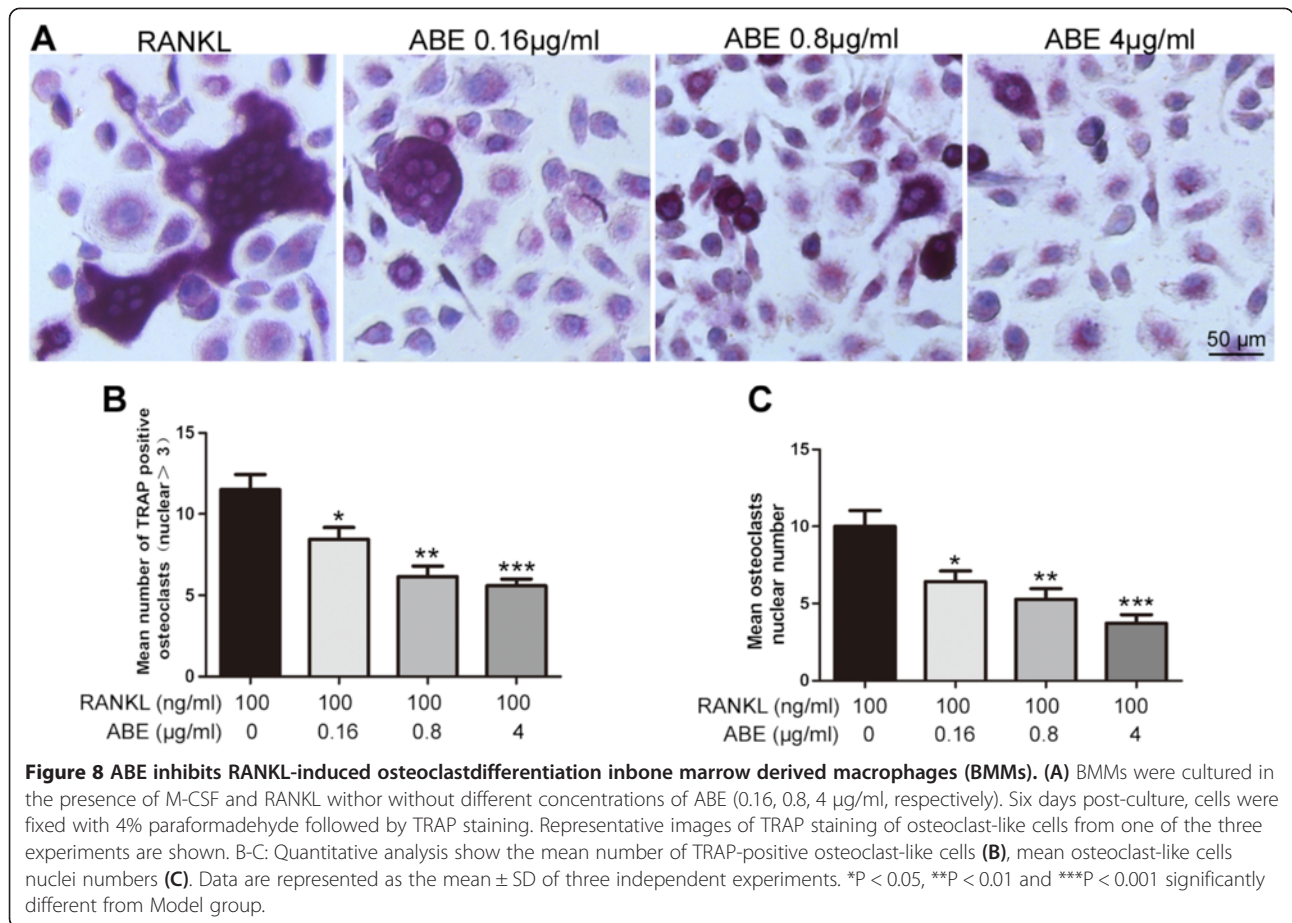 A
RANKL ABE 0.16µg/ml ABE 0.8µg/ml ABE 4µg/ml
50 µm
B
Mean number of TRAP positive
osteoclasts (nuclear > 3)
15
10
5
0
* ** ***
RANKL (ng/ml) 100 100 100 100
ABE (µg/ml) 0 0.16 0.8 4
C
Mean osteoclasts
nuclear number
15
10
5
0
* ** ***
RANKL (ng/ml) 100 100 100 100
ABE (µg/ml) 0 0.16 0.8 4
Figure 8 ABE inhibits RANKL-induced osteoclastdifferentiation inbone marrow derived macrophages (BMMs). (A) BMMs were cultured in
the presence of M-CSF and RANKL withor without different concentrations of ABE (0.16, 0.8, 4 µg/ml, respectively). Six days post-culture, cells were
fixed with 4% paraformadehyde followed by TRAP staining. Representative images of TRAP staining of osteoclast-like cells from one of the three
experiments are shown. B-C: Quantitative analysis show the mean number of TRAP-positive osteoclast-like cells (B), mean osteoclast-like cells
nuclei numbers (C). Data are represented as the mean ± SD of three independent experiments. *P < 0.05, **P < 0.01 and ***P < 0.001 significantly
different from Model group.